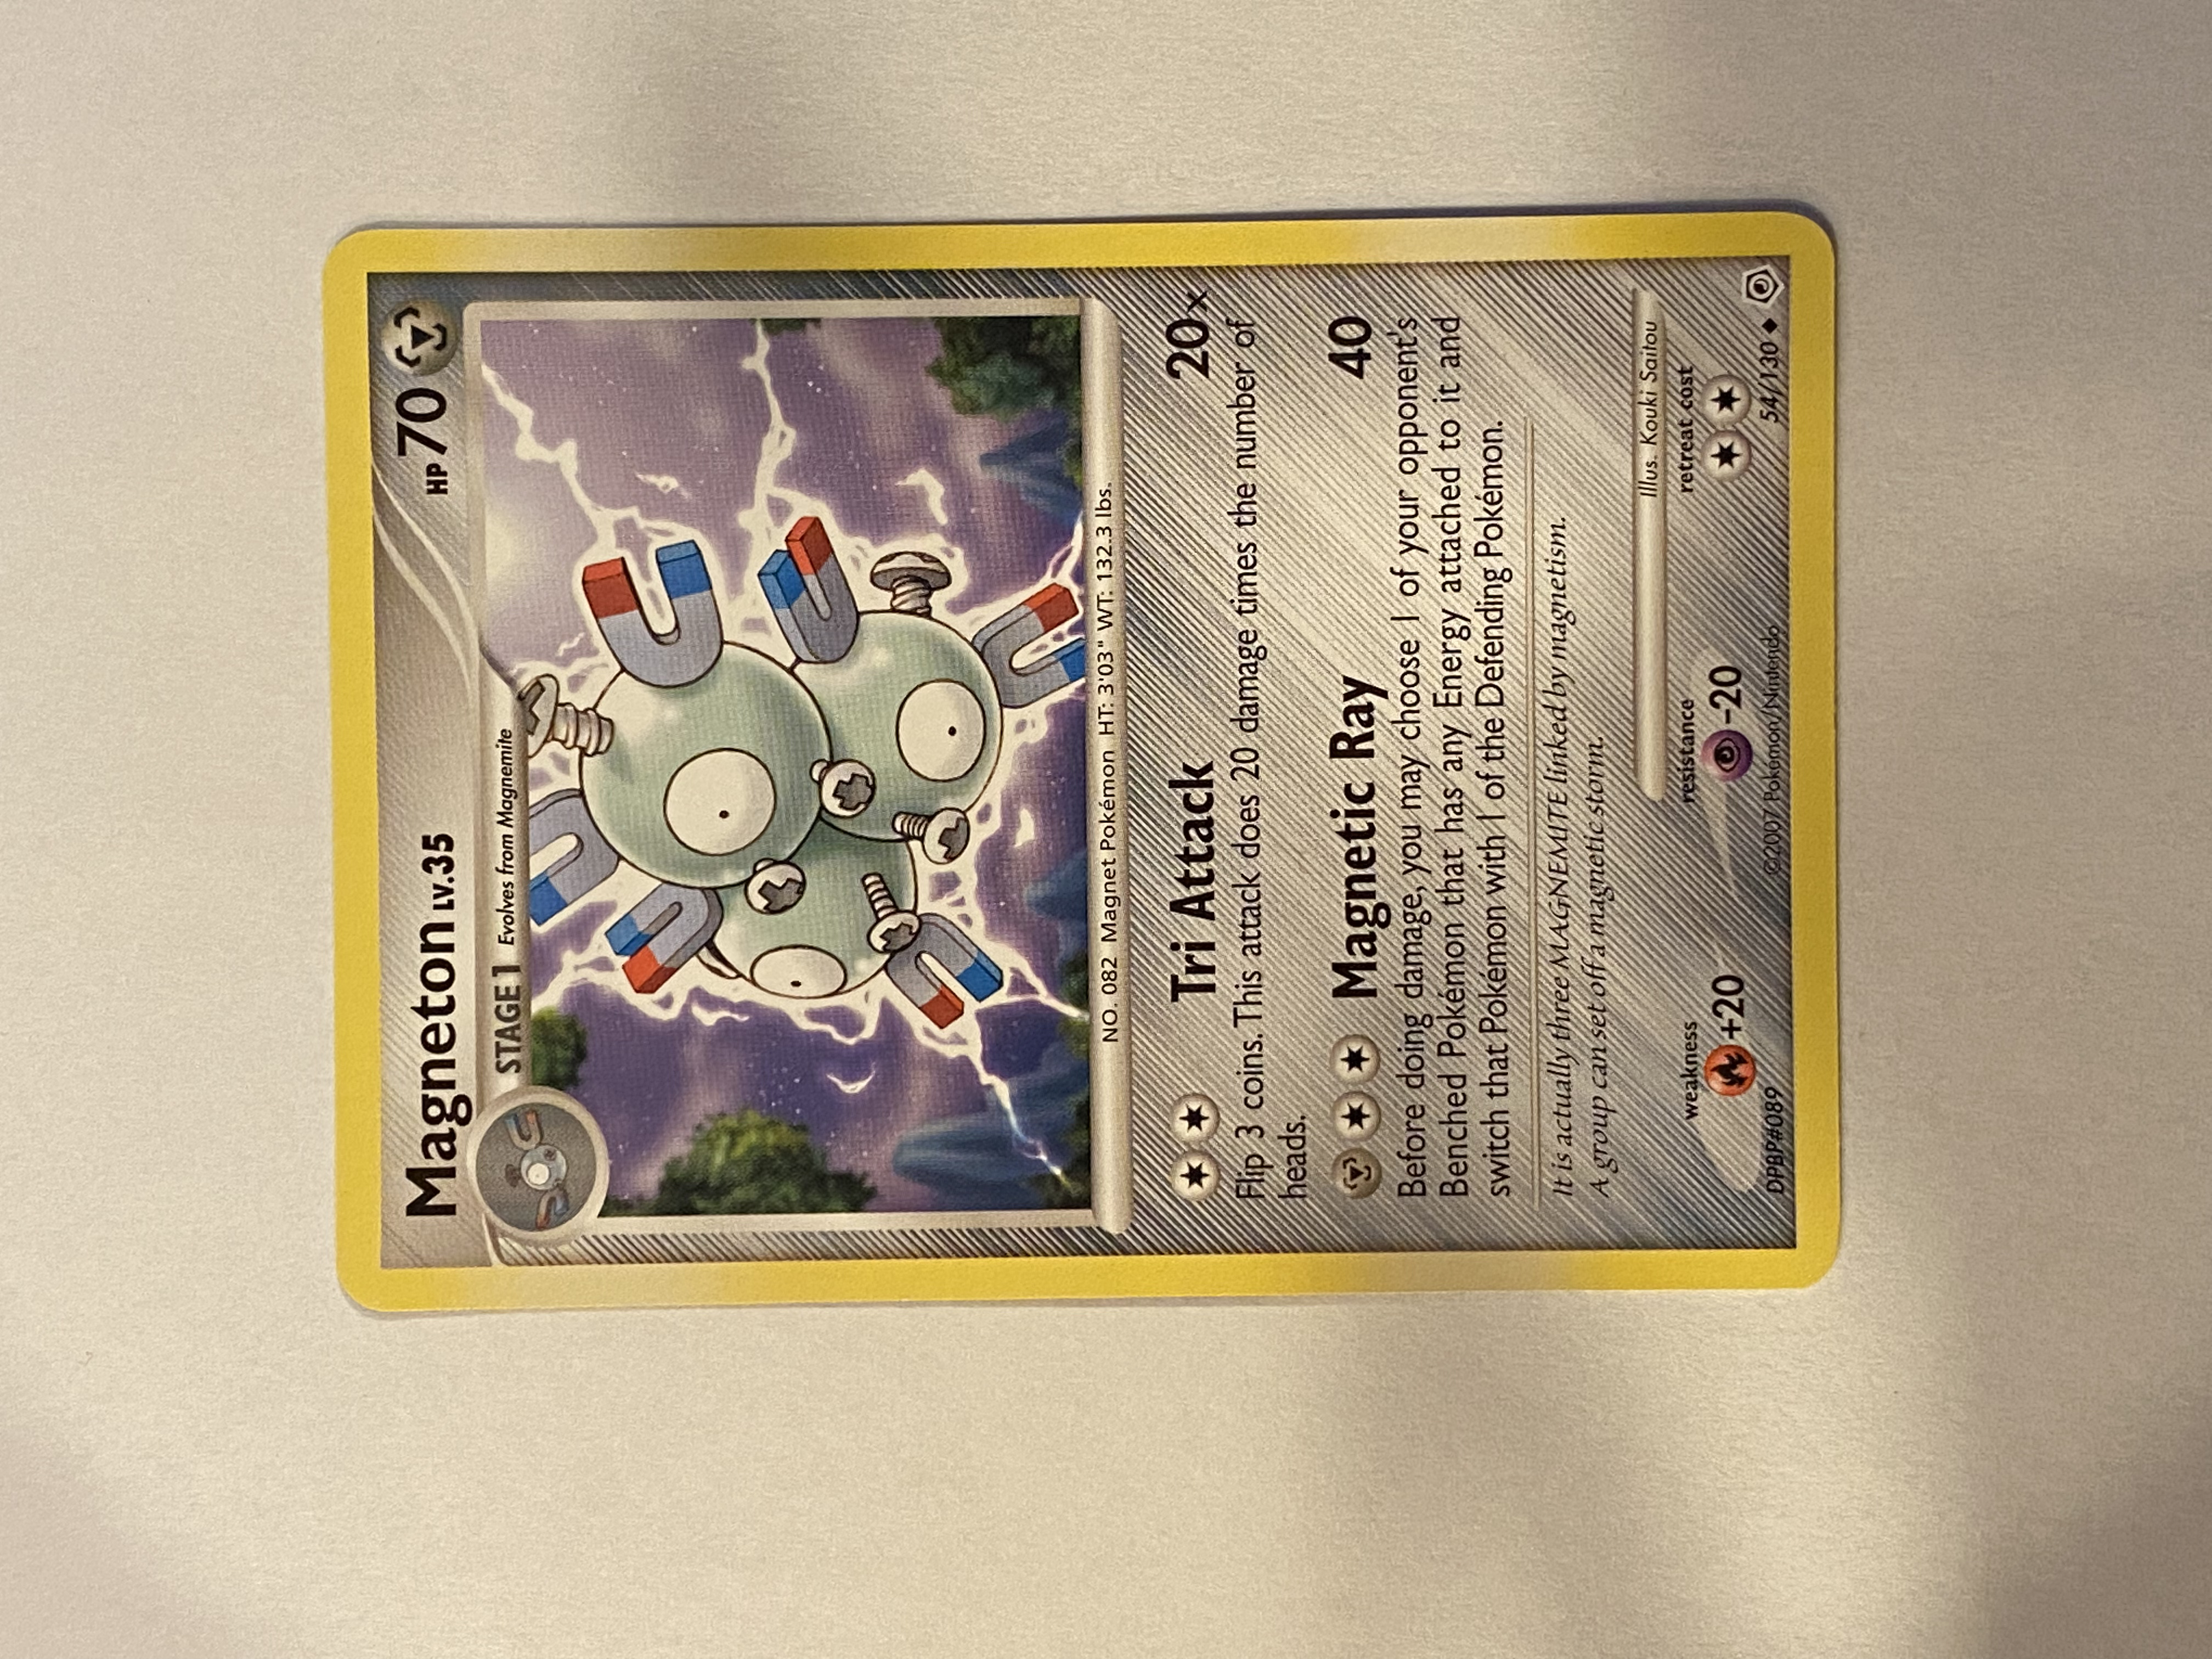 Magneton LV.35 HP 70
STAGE 1 Evolves from Magnemite
NO. 082 Magnet Pokémon HT: 3'03" WT: 132.3 lbs.
Tri Attack 20x
Flip 3 coins. This attack does 20 damage times the number of
heads.
Magnetic Ray 40
Before doing damage, you may choose 1 of your opponent's
Benched Pokémon that has any Energy attached to it and
switch that Pokémon with 1 of the Defending Pokémon.
It is actually three MAGNEMITE linked by magnetism.
A group can set off a magnetic storm.
Illus. Kouki Saitou
weakness resistance retreat cost
+20 -20
DPBP#089 ©2007 Pokémon/Nintendo 54/130